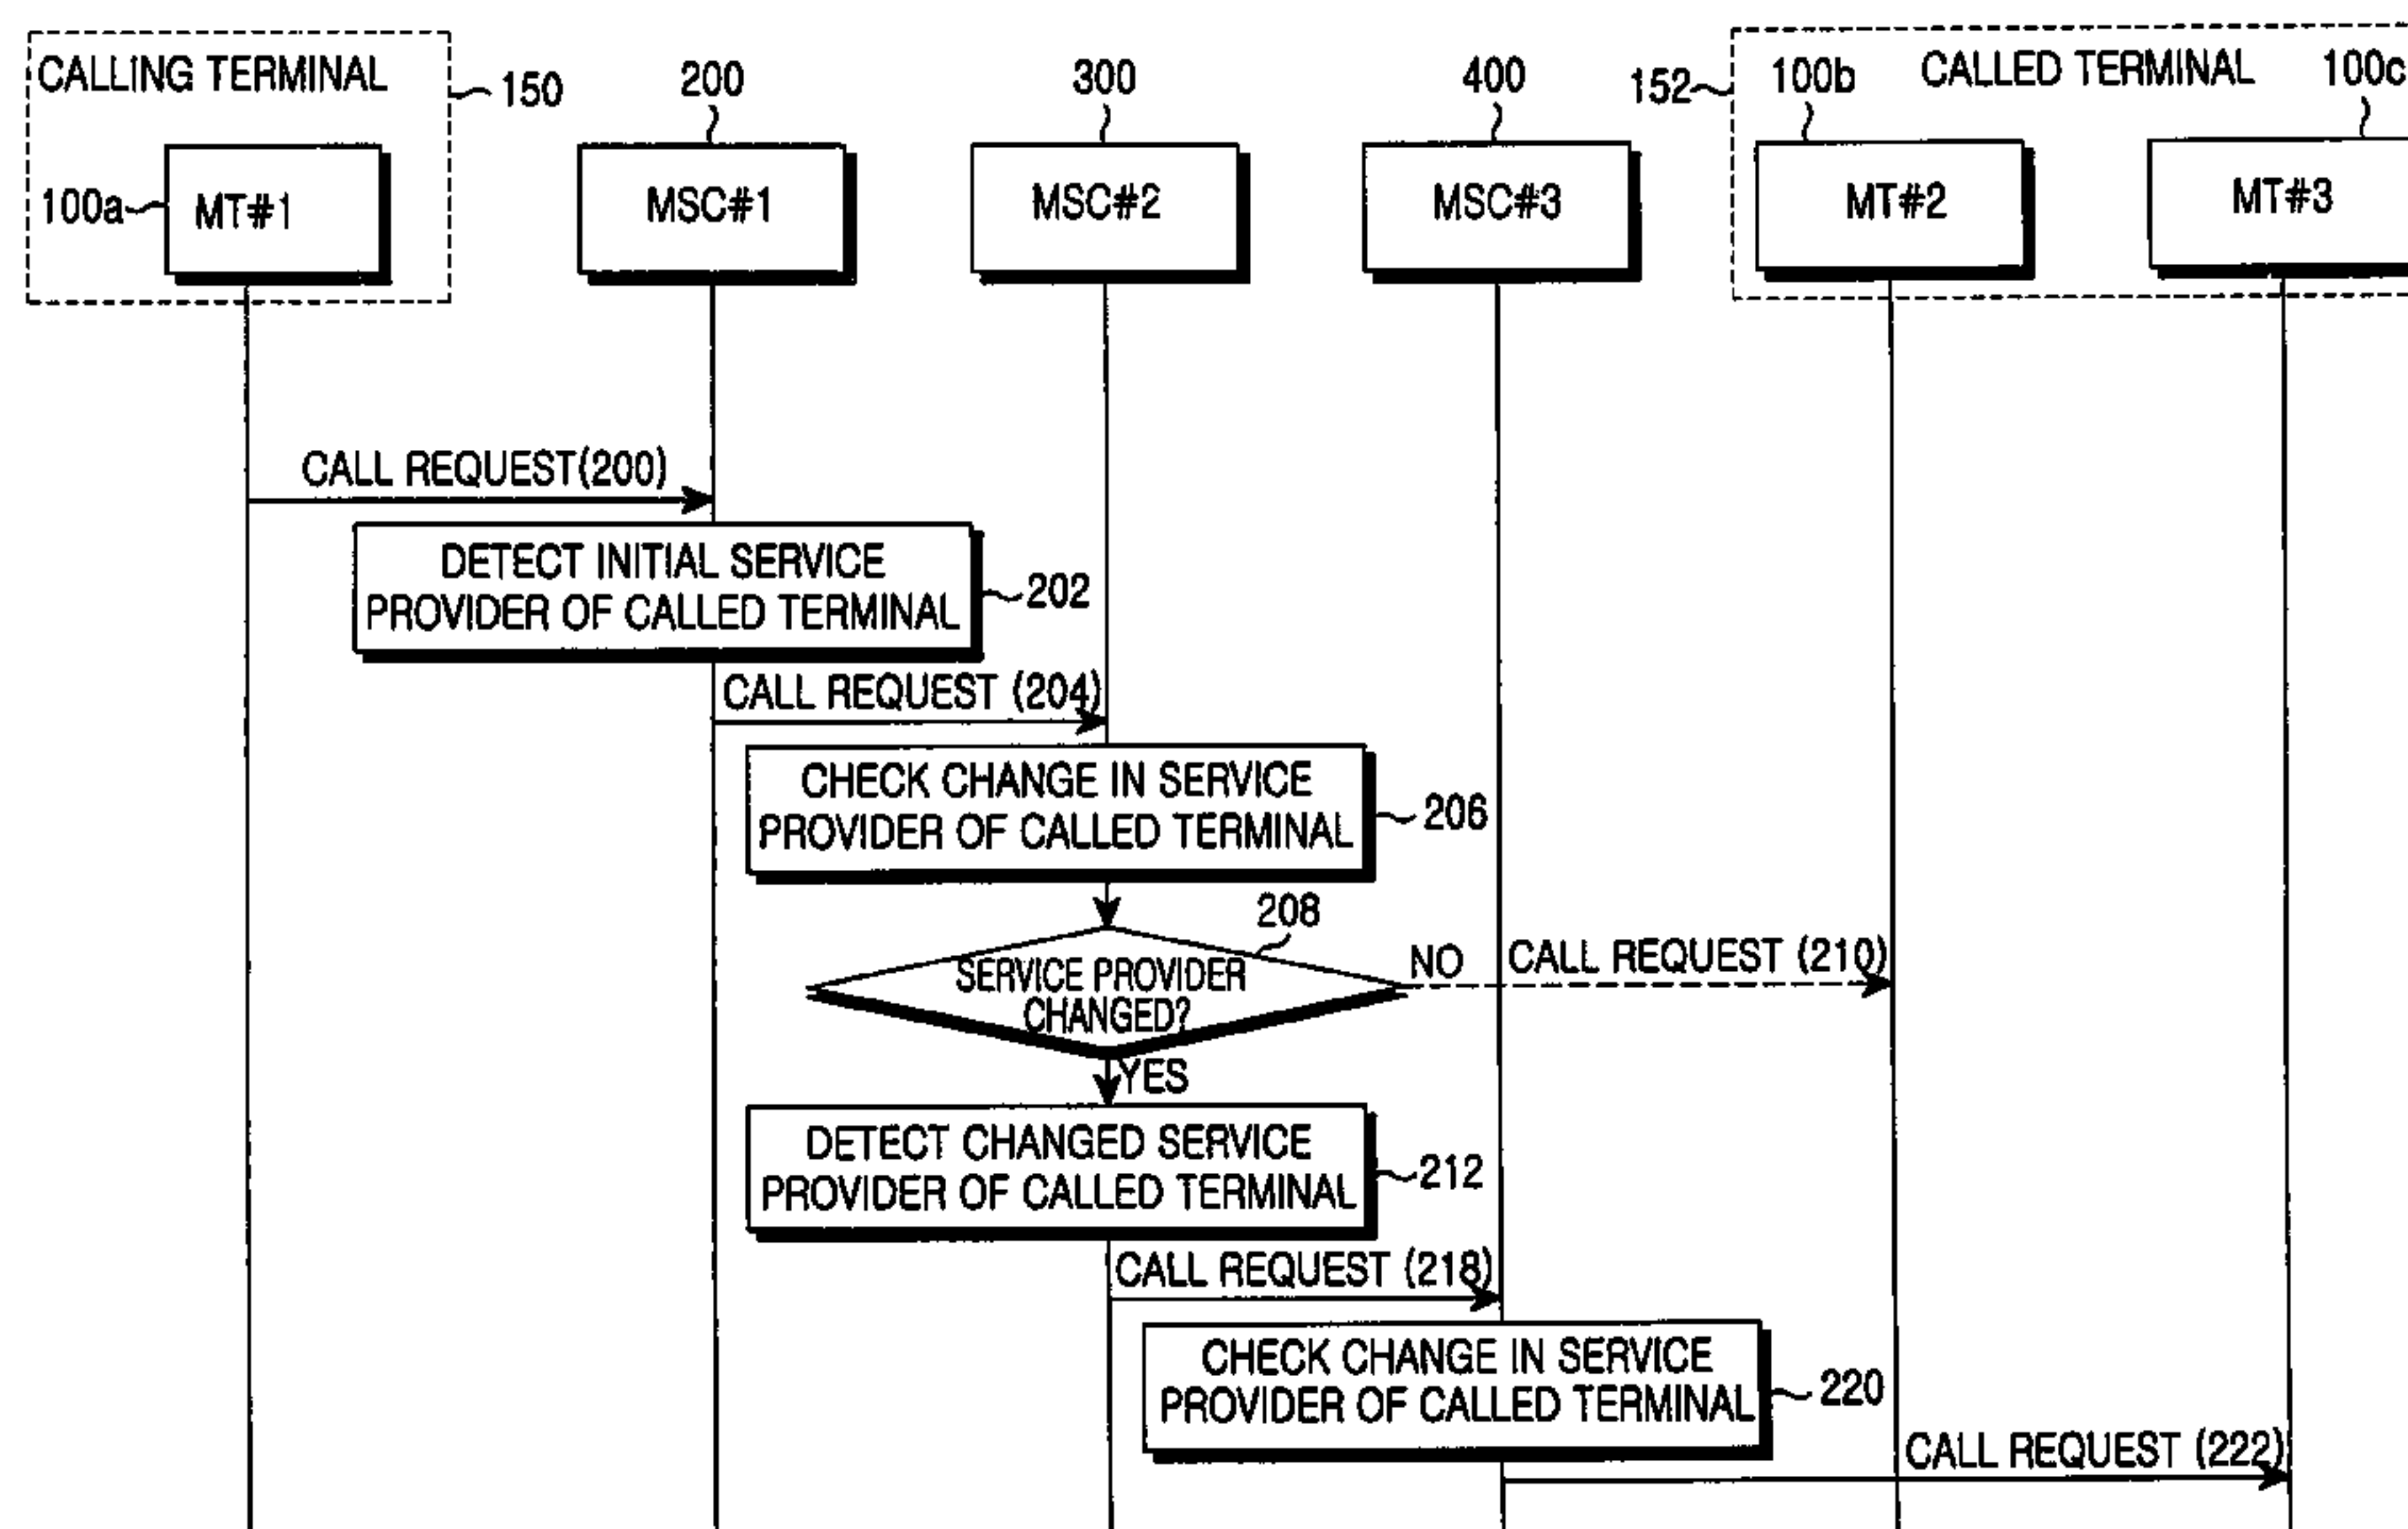 CALLING TERMINAL
150
200
300
400
152
100b
CALLED TERMINAL
100c
100a
MT#1
MSC#1
MSC#2
MSC#3
MT#2
MT#3
CALL REQUEST(200)
DETECT INITIAL SERVICE
PROVIDER OF CALLED TERMINAL
202
CALL REQUEST (204)
CHECK CHANGE IN SERVICE
PROVIDER OF CALLED TERMINAL
206
208
SERVICE PROVIDER
CHANGED?
NO
CALL REQUEST (210)
YES
DETECT CHANGED SERVICE
PROVIDER OF CALLED TERMINAL
212
CALL REQUEST (218)
CHECK CHANGE IN SERVICE
PROVIDER OF CALLED TERMINAL
220
CALL REQUEST (222)